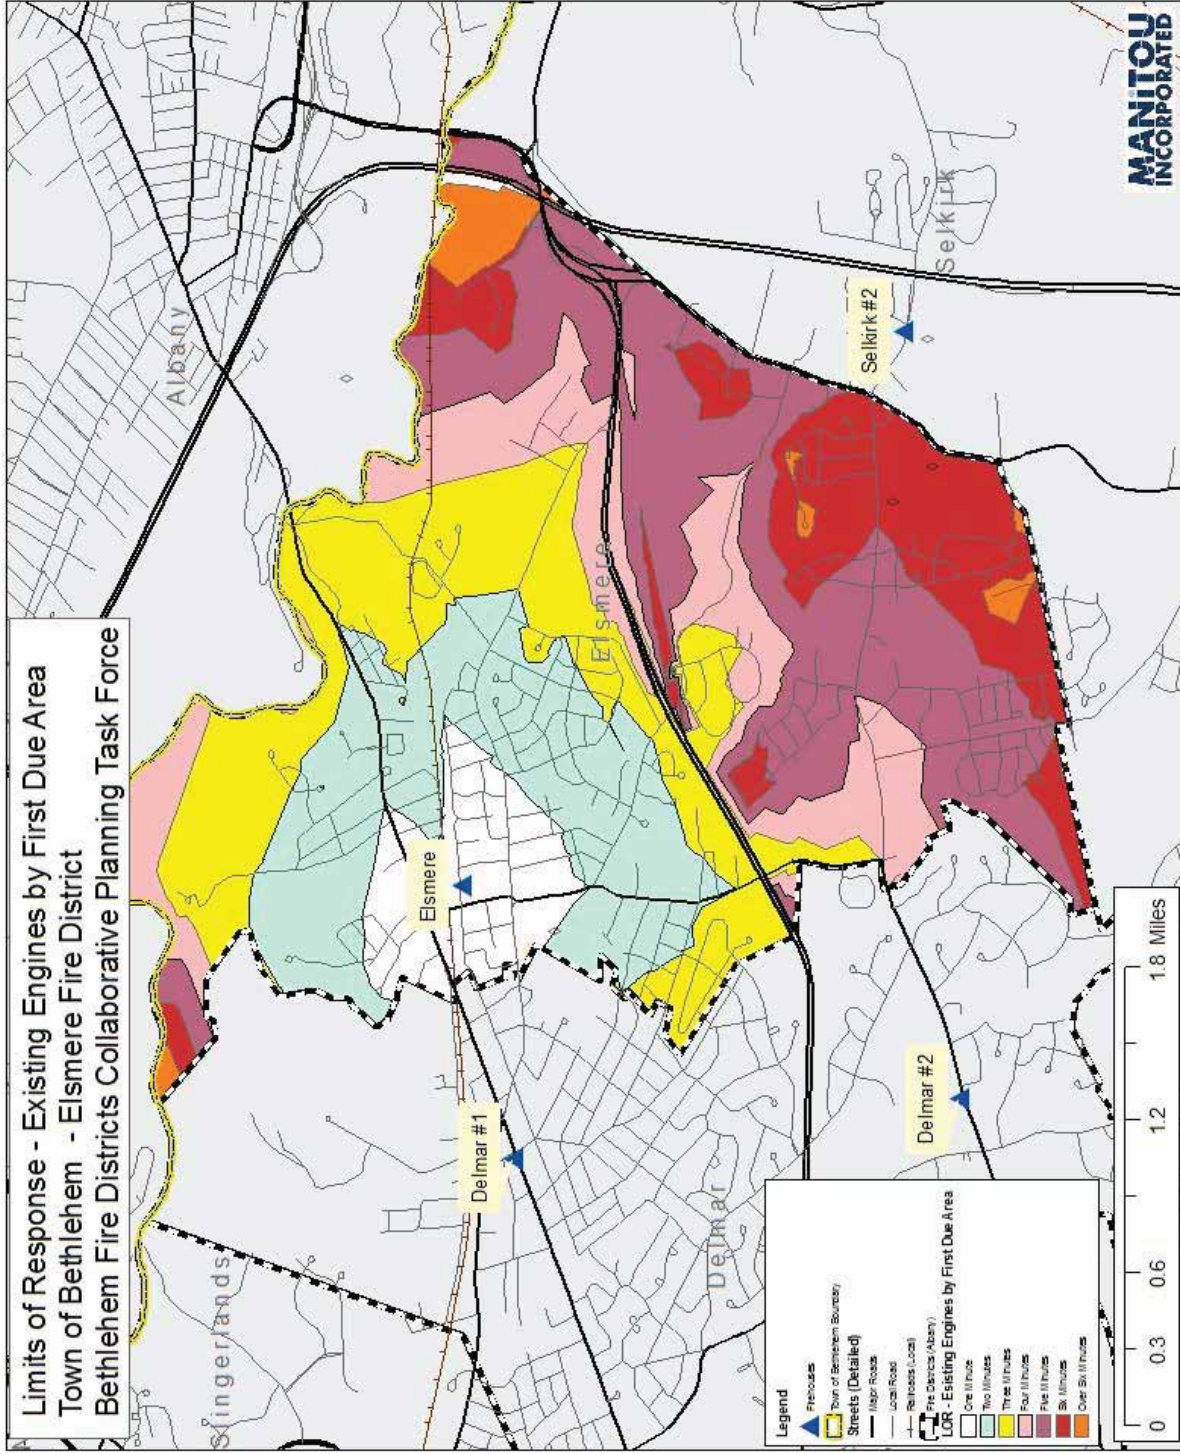 Limits of Response - Existing Engines by First Due Area
Town of Bethlehem - Elsmere Fire District
Bethlehem Fire Districts Collaborative Planning Task Force
Albany
Slingerlands
Elsmere
Delmar #1
Elsmere
Delmar
Delmar #2
Selkirk #2
Selkirk
Legend
Firehouses
Town of Bethlehem Boundary
Streets (Detailed)
Major Roads
Local Road
Railroads (Local)
Fire Districts (Albany)
LOR - Existing Engines by First Due Area
One Minute
Two Minutes
Three Minutes
Four Minutes
Five Minutes
Six Minutes
Over Six Minutes
0 0.3 0.6 1.2 1.8 Miles
MANITOU
INCORPORATED